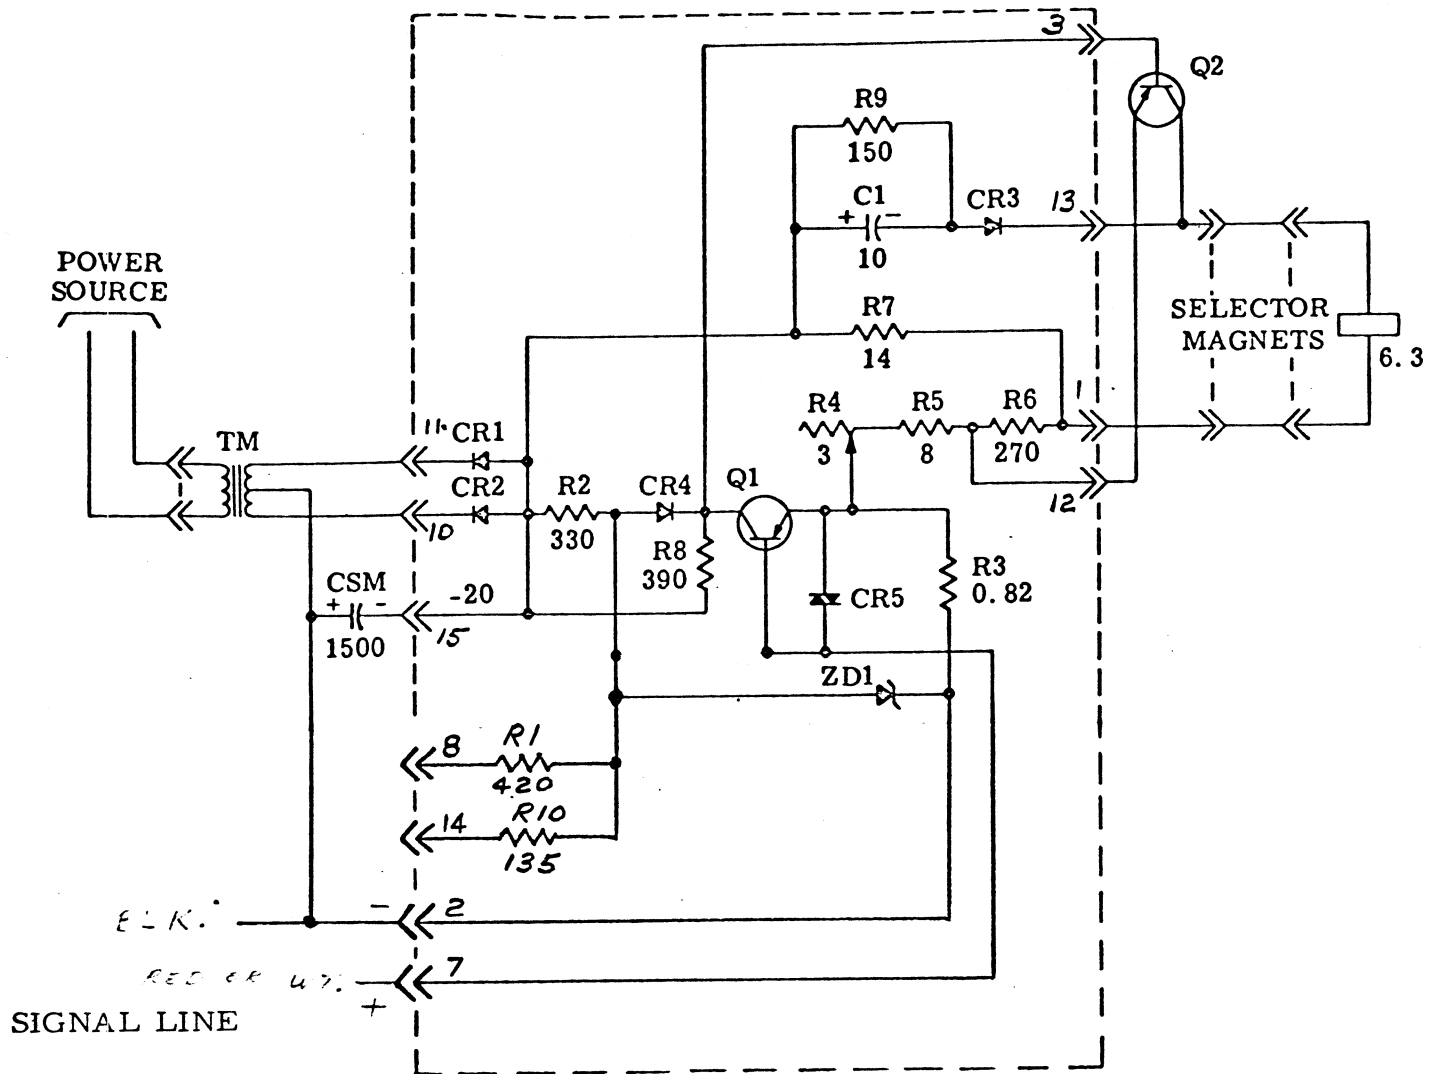 3
Q2
R9
150
C1
+ -
10
CR3
13
POWER
SOURCE
R7
14
SELECTOR
MAGNETS
6.3
TM
11
CR1
R4
3
R5
8
R6
270
1
12
CR2
10
R2
330
CR4
Q1
R8
390
R3
0.82
CSM
+ -
1500
-20
15
CR5
ZD1
8
R1
420
14
R10
135
-
2
7
+
SIGNAL LINE